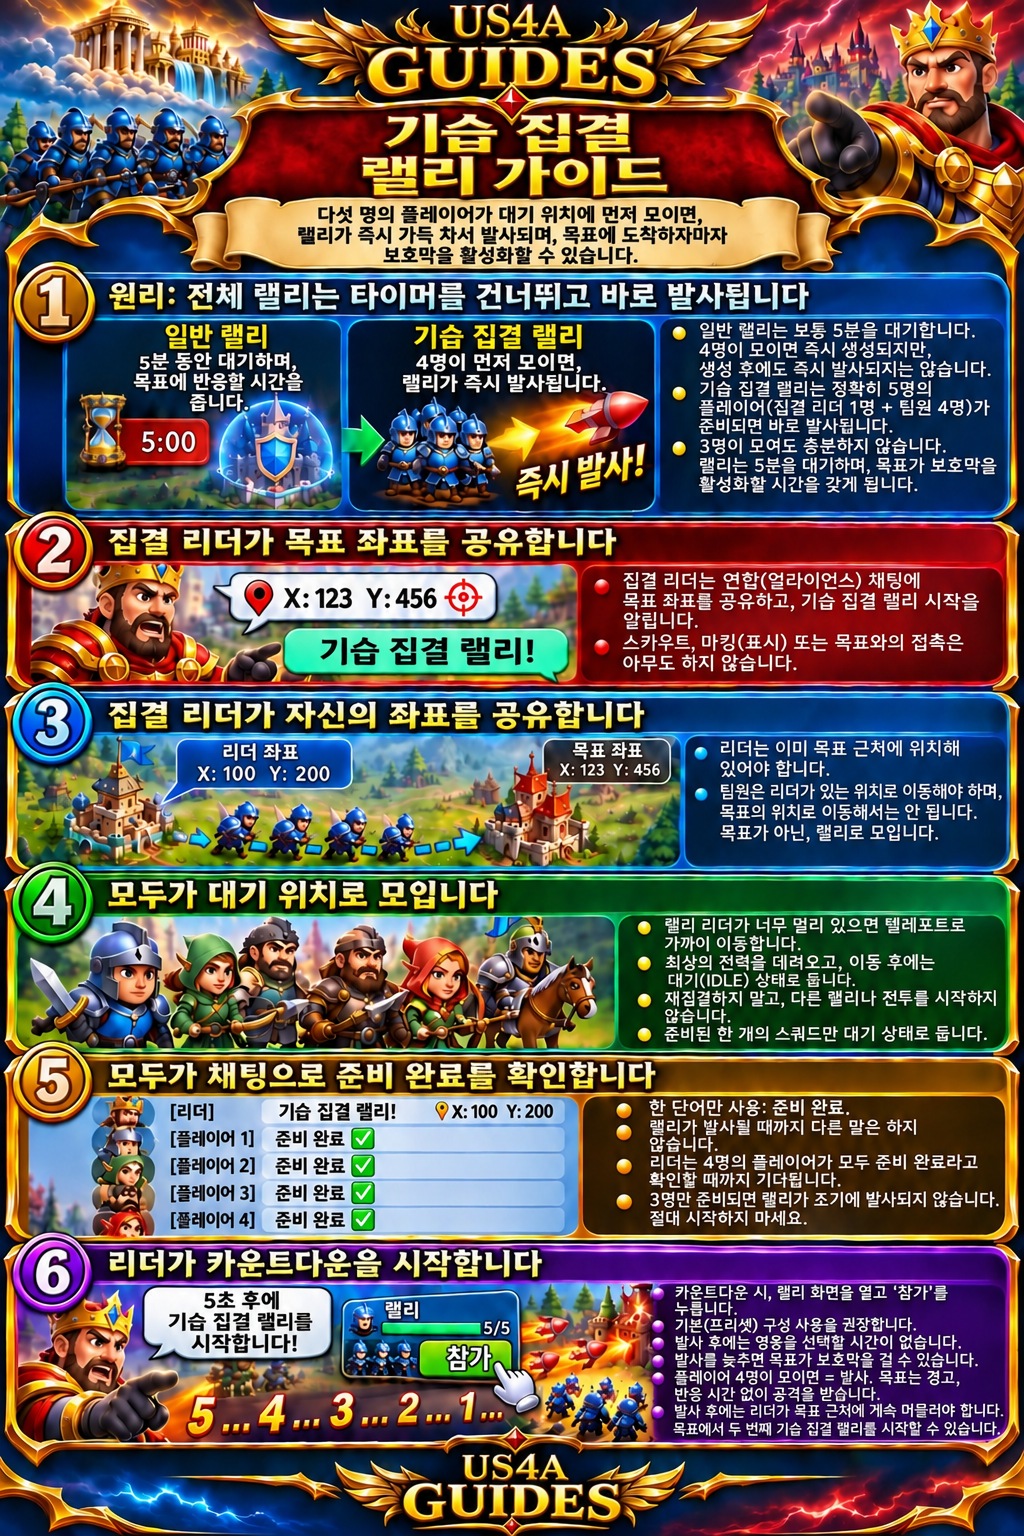 US4A
GUIDES
기습 집결
랠리 가이드
다섯 명의 플레이어가 대기 위치에 먼저 모이면,
랠리가 즉시 가득 차서 발사되며, 목표에 도착하자마자
보호막을 활성화할 수 있습니다.
1 원리: 전체 랠리는 타이머를 건너뛰고 바로 발사됩니다
일반 랠리
5분 동안 대기하며,
목표에 반응할 시간을
줍니다.
5:00
기습 집결 랠리
4명이 먼저 모이면,
랠리가 즉시 발사됩니다.
즉시 발사!
일반 랠리는 보통 5분을 대기합니다.
4명이 모이면 즉시 생성되지만,
생성 후에도 즉시 발사되지는 않습니다.
기습 집결 랠리는 정확히 5명의
플레이어(집결 리더 1명 + 팀원 4명)가
준비되면 바로 발사됩니다.
3명이 모여도 충분하지 않습니다.
랠리는 5분을 대기하며, 목표가 보호막을
활성화할 시간을 갖게 됩니다.
2 집결 리더가 목표 좌표를 공유합니다
X: 123 Y: 456
기습 집결 랠리!
집결 리더는 연합(얼라이언스) 채팅에
목표 좌표를 공유하고, 기습 집결 랠리 시작을
알립니다.
스카우트, 마킹(표시) 또는 목표와의 접촉은
아무도 하지 않습니다.
3 집결 리더가 자신의 좌표를 공유합니다
리더 좌표
X: 100 Y: 200
목표 좌표
X: 123 Y: 456
리더는 이미 목표 근처에 위치해
있어야 합니다.
팀원은 리더가 있는 위치로 이동해야 하며,
목표의 위치로 이동해서는 안 됩니다.
목표가 아닌, 랠리로 모입니다.
4 모두가 대기 위치로 모입니다
랠리 리더가 너무 멀리 있으면 텔레포트로
가까이 이동합니다.
최상의 전력을 데려오고, 이동 후에는
대기(IDLE) 상태로 둡니다.
재집결하지 말고, 다른 랠리나 전투를 시작하지
않습니다.
준비된 한 개의 스쿼드만 대기 상태로 둡니다.
5 모두가 채팅으로 준비 완료를 확인합니다
[리더] 기습 집결 랠리! X: 100 Y: 200
[플레이어 1] 준비 완료 ✅
[플레이어 2] 준비 완료 ✅
[플레이어 3] 준비 완료 ✅
[플레이어 4] 준비 완료 ✅
한 단어만 사용: 준비 완료.
랠리가 발사될 때까지 다른 말은 하지
않습니다.
리더는 4명의 플레이어가 모두 준비 완료라고
확인할 때까지 기더립니다.
3명만 준비되면 랠리가 조기에 발사되지 않습니다.
절대 시작하지 마세요.
6 리더가 카운트다운을 시작합니다
5초 후에
기습 집결 랠리를
시작합니다!
랠리
5/5
참가
5... 4... 3... 2... 1...
카운트다운 시, 랠리 화면을 열고 '참가'를
누릅니다.
기본(프리셋) 구성 사용을 권장합니다.
발사 후에는 영웅을 선택할 시간이 없습니다.
발사를 늦추면 목표가 보호막을 걸 수 있습니다.
플레이어 4명이 모이면 = 발사. 목표는 경고,
반응 시간 없이 공격을 받습니다.
발사 후에는 리더가 목표 근처에 계속 머물러야 합니다.
목표에서 두 번째 기습 집결 랠리를 시작할 수 있습니다.
US4A
GUIDES